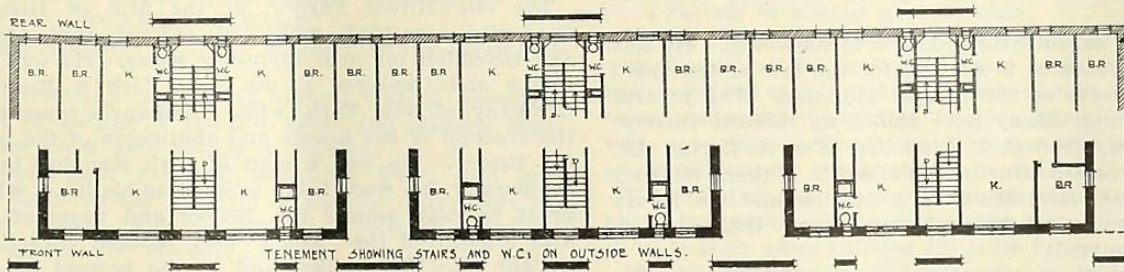 REAR WALL
B.R. B.R. K. W.C. W.C. K. B.R. B.R. B.R. B.R. K. W.C. W.C. K. B.R. B.R. B.R. B.R. K. W.C. W.C. K. B.R. B.R.
B.R. K. K. W.C. B.R. B.R. W.C. K. K. W.C. B.R. B.R. W.C. K. K. B.R.
FRONT WALL TENEMENT SHOWING STAIRS AND W.C.s ON OUTSIDE WALLS.